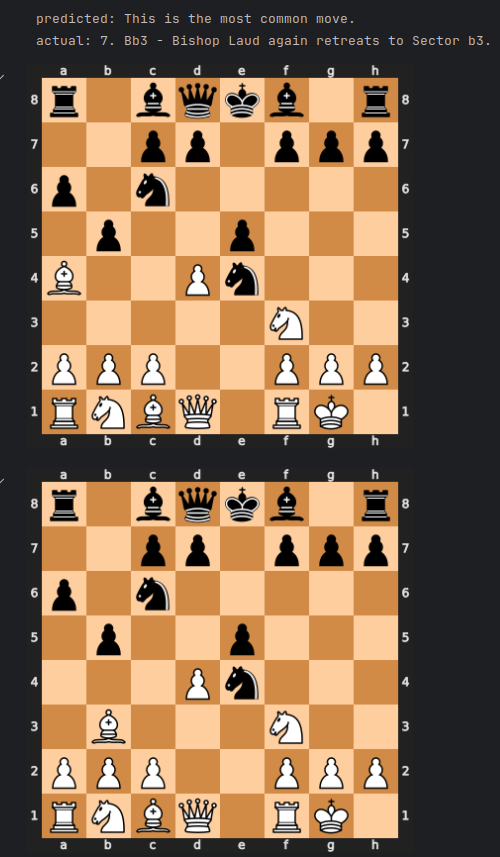 predicted: This is the most common move.
actual: 7. Bb3 - Bishop Laud again retreats to Sector b3.
a b c d e f g h
8 8
7 7
6 6
5 5
4 4
3 3
2 2
1 1
a b c d e f g h
a b c d e f g h
8 8
7 7
6 6
5 5
4 4
3 3
2 2
1 1
a b c d e f g h